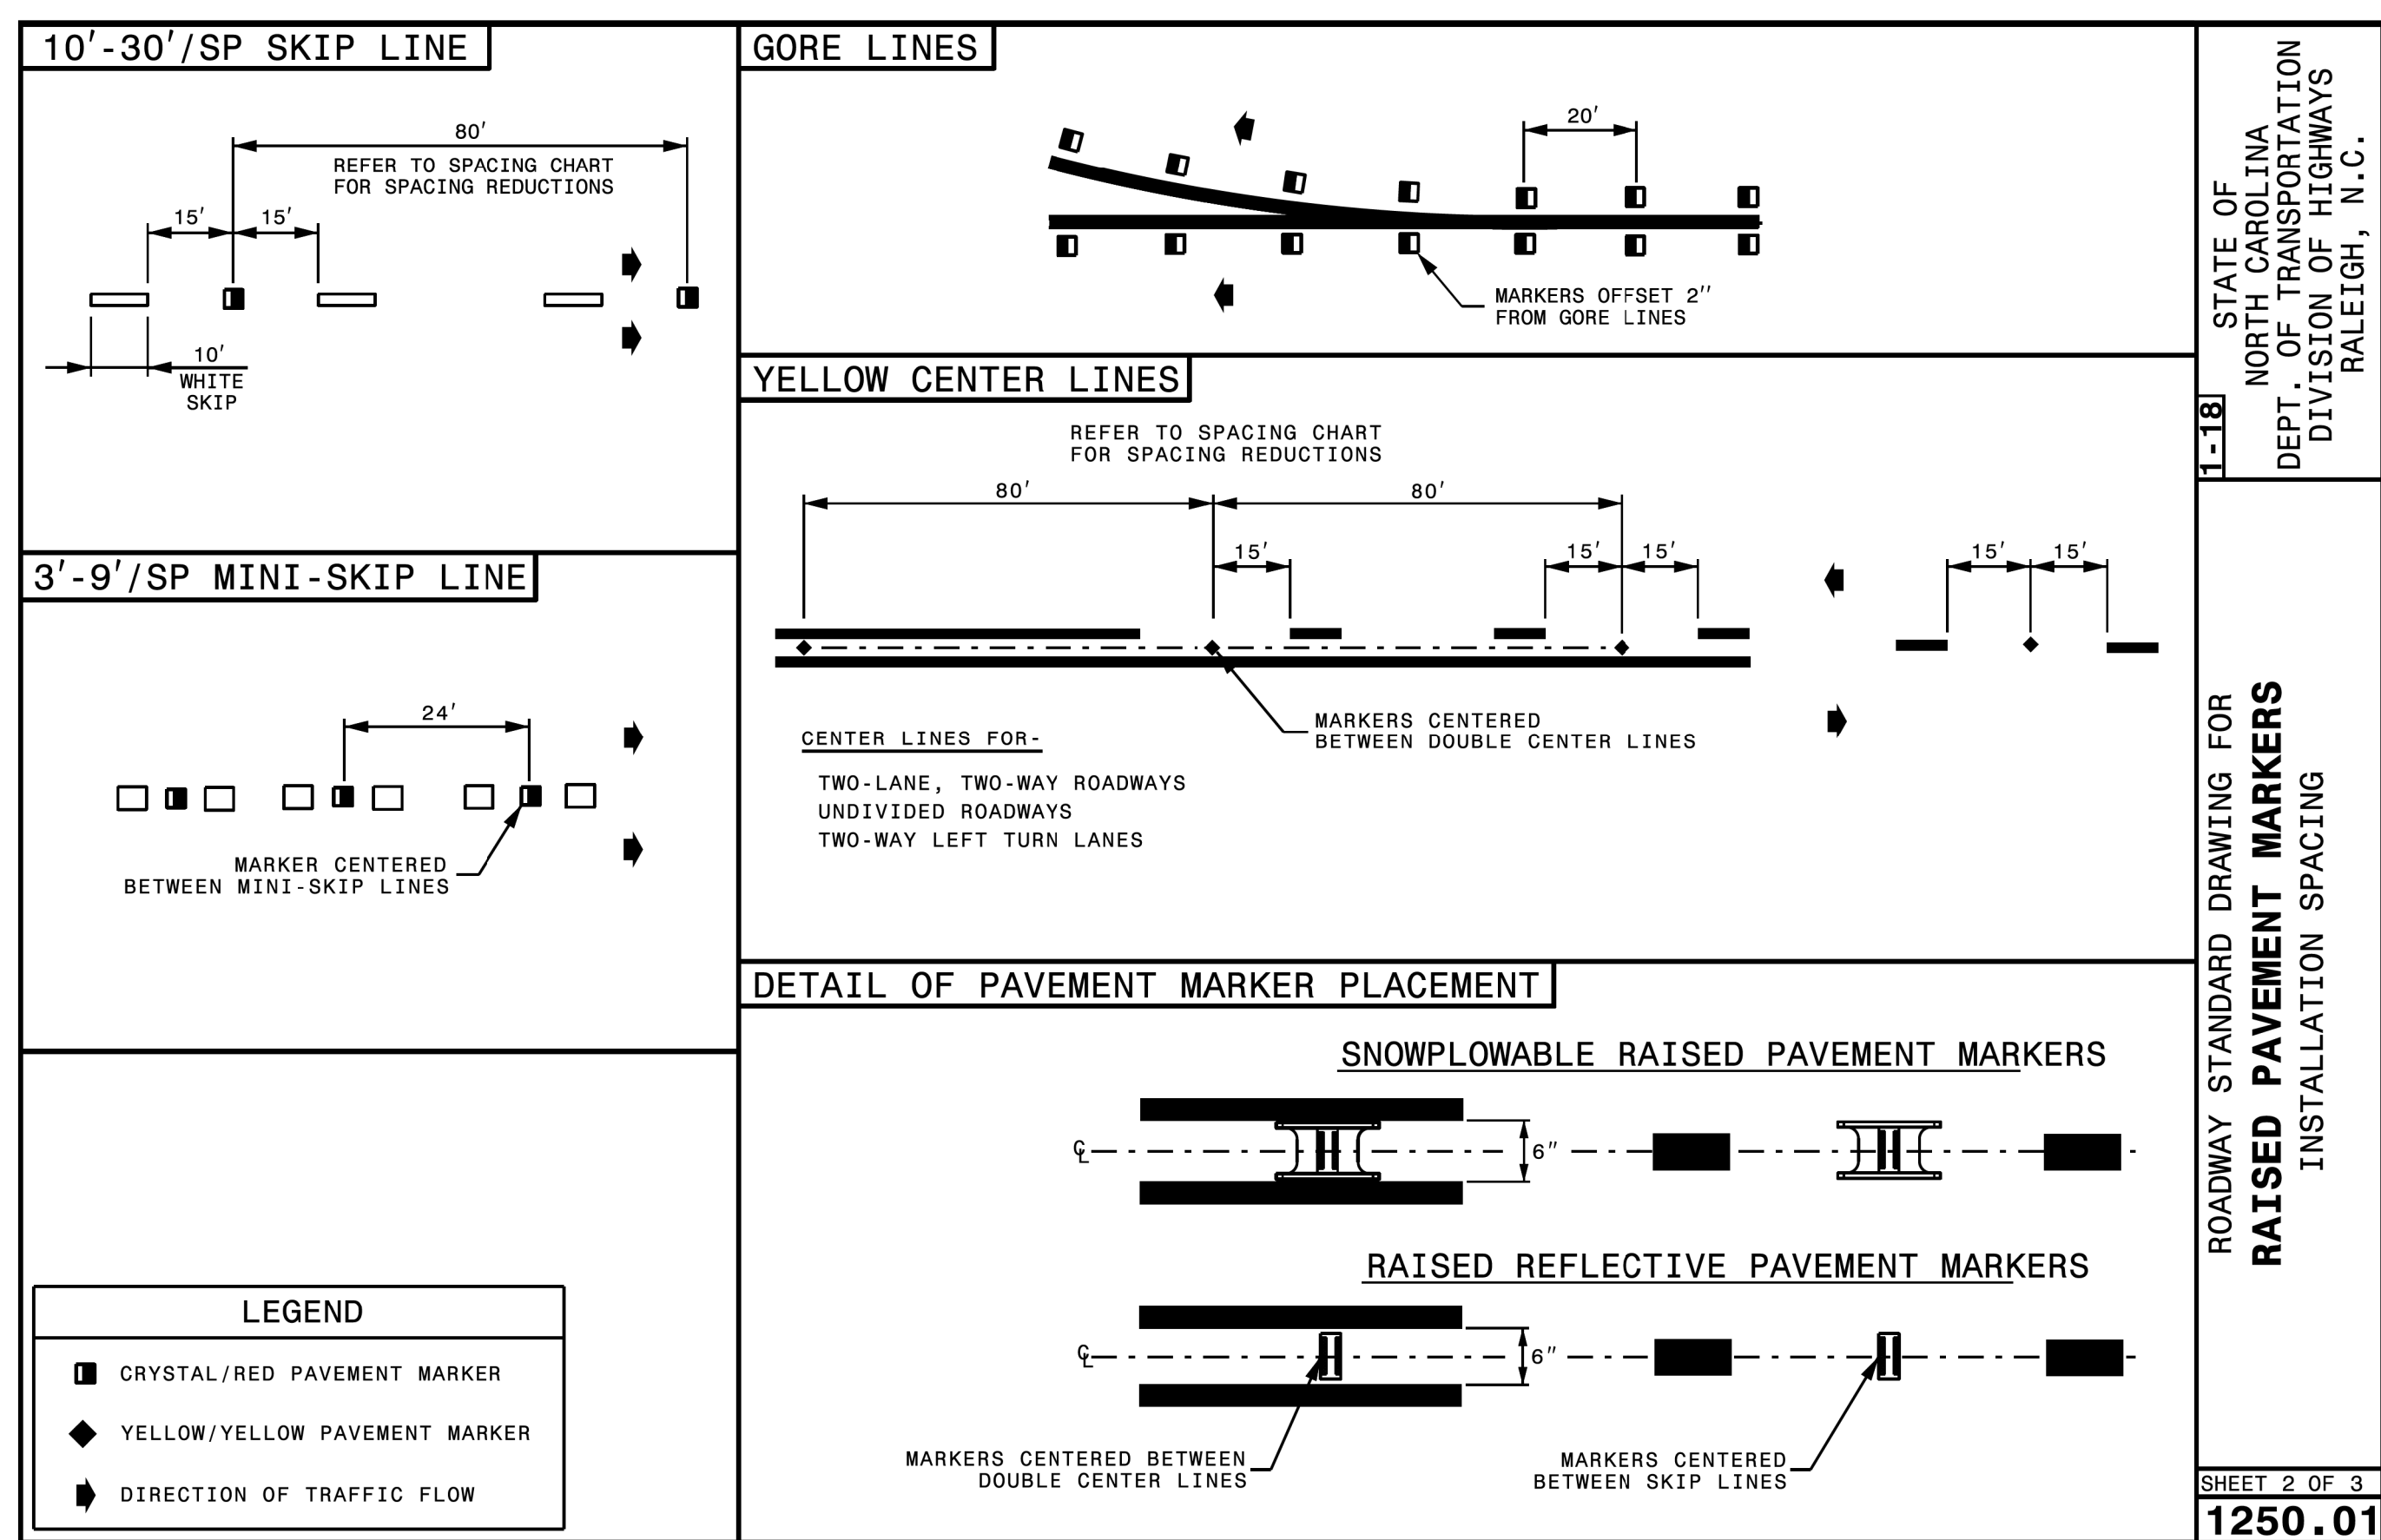 10'-30'/SP SKIP LINE
80'
REFER TO SPACING CHART
FOR SPACING REDUCTIONS
15'
15'
10'
WHITE
SKIP
3'-9'/SP MINI-SKIP LINE
24'
MARKER CENTERED
BETWEEN MINI-SKIP LINES
LEGEND
CRYSTAL/RED PAVEMENT MARKER
YELLOW/YELLOW PAVEMENT MARKER
DIRECTION OF TRAFFIC FLOW
GORE LINES
20'
MARKERS OFFSET 2"
FROM GORE LINES
YELLOW CENTER LINES
REFER TO SPACING CHART
FOR SPACING REDUCTIONS
80'
80'
15'
15'
15'
15'
15'
MARKERS CENTERED
BETWEEN DOUBLE CENTER LINES
CENTER LINES FOR-
TWO-LANE, TWO-WAY ROADWAYS
UNDIVIDED ROADWAYS
TWO-WAY LEFT TURN LANES
DETAIL OF PAVEMENT MARKER PLACEMENT
SNOWPLOWABLE RAISED PAVEMENT MARKERS
℄
6"
RAISED REFLECTIVE PAVEMENT MARKERS
℄
6"
MARKERS CENTERED BETWEEN
DOUBLE CENTER LINES
MARKERS CENTERED
BETWEEN SKIP LINES
1-18
STATE OF
NORTH CAROLINA
DEPT. OF TRANSPORTATION
DIVISION OF HIGHWAYS
RALEIGH, N.C.
ROADWAY STANDARD DRAWING FOR
RAISED PAVEMENT MARKERS
INSTALLATION SPACING
SHEET 2 OF 3
1250.01